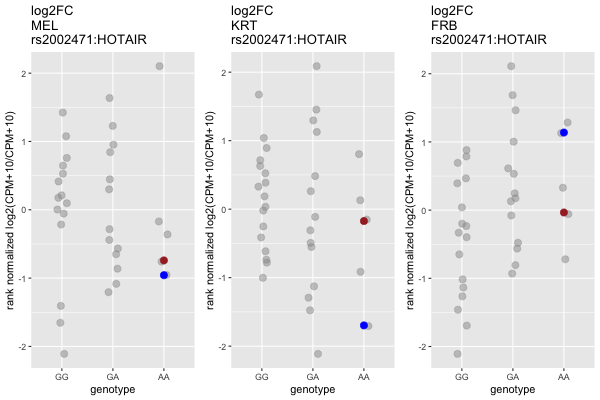 log2FC
MEL
rs2002471:HOTAIR
rank normalized log2(CPM+10/CPM+10)
2
1
0
-1
-2
GG
GA
AA
genotype
log2FC
KRT
rs2002471:HOTAIR
rank normalized log2(CPM+10/CPM+10)
2
1
0
-1
-2
GG
GA
AA
genotype
log2FC
FRB
rs2002471:HOTAIR
rank normalized log2(CPM+10/CPM+10)
2
1
0
-1
-2
GG
GA
AA
genotype